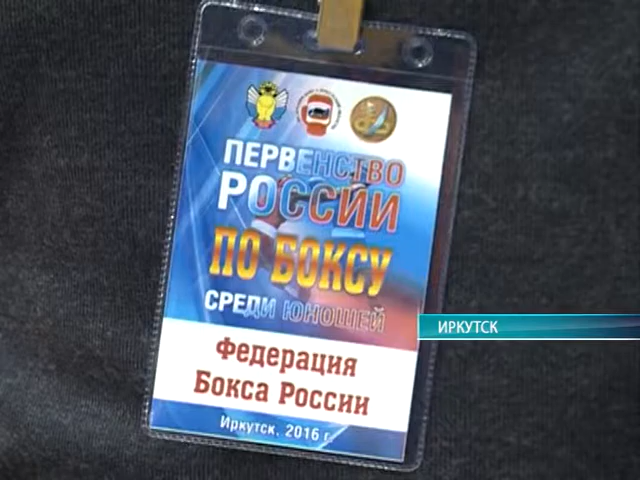 ПЕРВЕНСТВО
РОССИИ
ПО БОКСУ
СРЕДИ ЮНОШЕЙ
Федерация
Бокса России
Иркутск, 2016 г.
ИРКУТСК